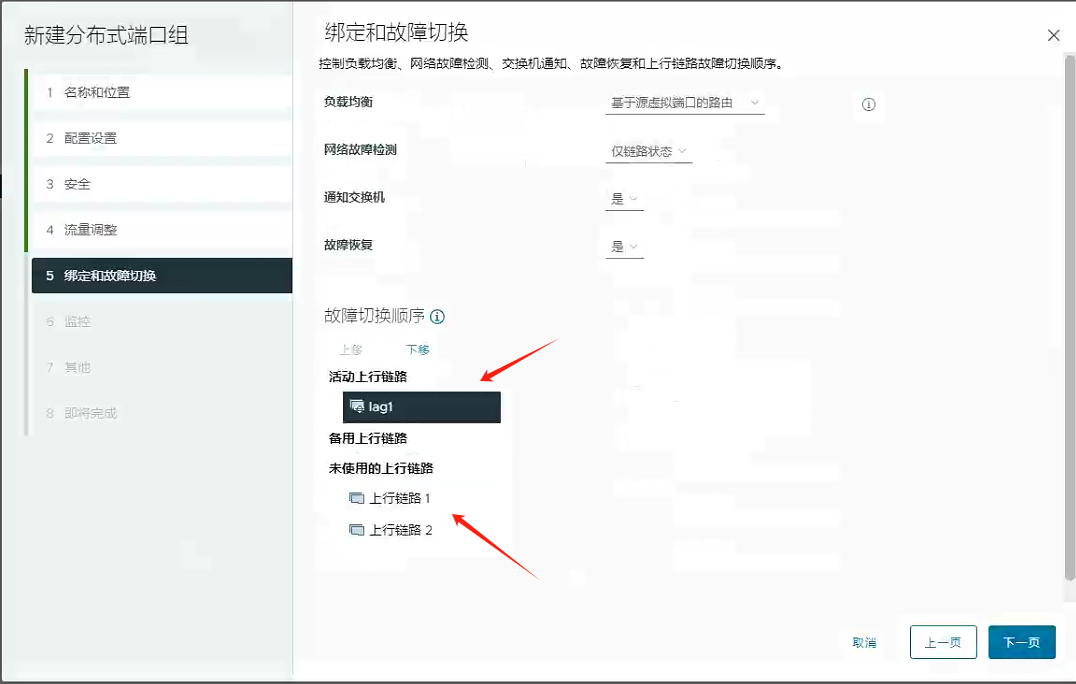 新建分布式端口组
1 名称和位置
2 配置设置
3 安全
4 流量调整
5 绑定和故障切换
6 监控
7 其他
8 即将完成
绑定和故障切换
控制负载均衡、网络故障检测、交换机通知、故障恢复和上行链路故障切换顺序。
负载均衡 基于源虚拟端口的路由
网络故障检测 仅链路状态
通知交换机 是
故障恢复 是
故障切换顺序
上移 下移
活动上行链路
lag1
备用上行链路
未使用的上行链路
上行链路 1
上行链路 2
取消 上一页 下一页